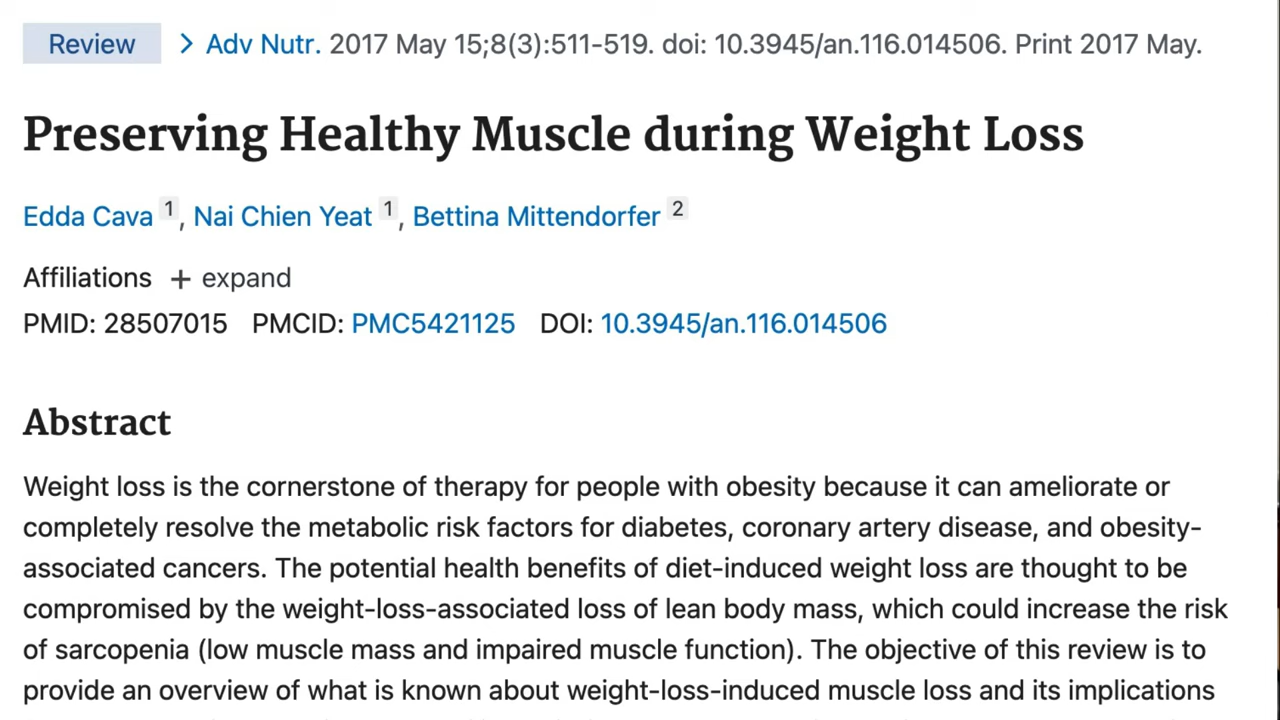 Review > Adv Nutr. 2017 May 15;8(3):511-519. doi: 10.3945/an.116.014506. Print 2017 May.
Preserving Healthy Muscle during Weight Loss
Edda Cava 1, Nai Chien Yeat 1, Bettina Mittendorfer 2
Affiliations + expand
PMID: 28507015 PMCID: PMC5421125 DOI: 10.3945/an.116.014506
Abstract
Weight loss is the cornerstone of therapy for people with obesity because it can ameliorate or
completely resolve the metabolic risk factors for diabetes, coronary artery disease, and obesity-
associated cancers. The potential health benefits of diet-induced weight loss are thought to be
compromised by the weight-loss-associated loss of lean body mass, which could increase the risk
of sarcopenia (low muscle mass and impaired muscle function). The objective of this review is to
provide an overview of what is known about weight-loss-induced muscle loss and its implications